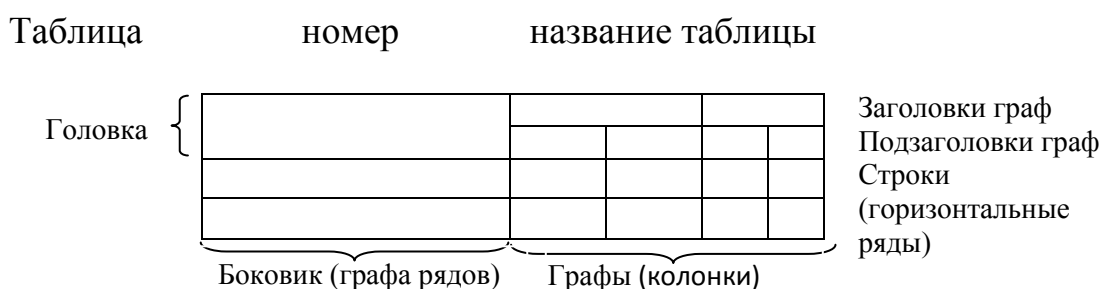 Таблица номер название таблицы
Головка
Заголовки граф
Подзаголовки граф
Строки
(горизонтальные
ряды)
Боковик (графа рядов)
Графы (колонки)